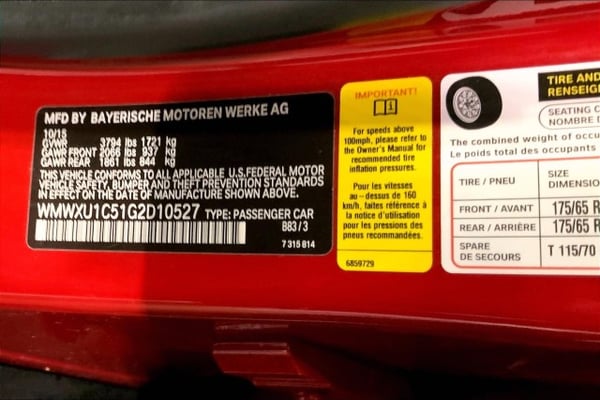 MFD BY BAYERISCHE MOTOREN WERKE AG
10/15
GVWR 3794 lbs 1721 kg
GAWR FRONT 2066 lbs 937 kg
GAWR REAR 1861 lbs 844 kg
THIS VEHICLE CONFORMS TO ALL APPLICABLE U.S.FEDERAL MOTOR
VEHICLE SAFETY, BUMPER AND THEFT PREVENTION STANDARDS
IN EFFECT ON THE DATE OF MANUFACTURE SHOWN ABOVE.
WMWXU1C51G2D10527 TYPE: PASSENGER CAR
B83/3
7 315 814
IMPORTANT!
For speeds above
100mph, please refer to
the Owner's Manual for
recommended tire
inflation pressures.
Pour les vitesses
au-dessus de 160
km/h, faites référence à
la notice d'utilisation
pour les pressions des
pneus recommandées.
6859729
TIRE AND
RENSEIG
SEATING C
NOMBRE D
The combined weight of occu
Le poids total des occupants
TIRE / PNEU SIZE
DIMENSIO
FRONT / AVANT 175/65 R
REAR / ARRIÈRE 175/65 R
SPARE
DE SECOURS T 115/70